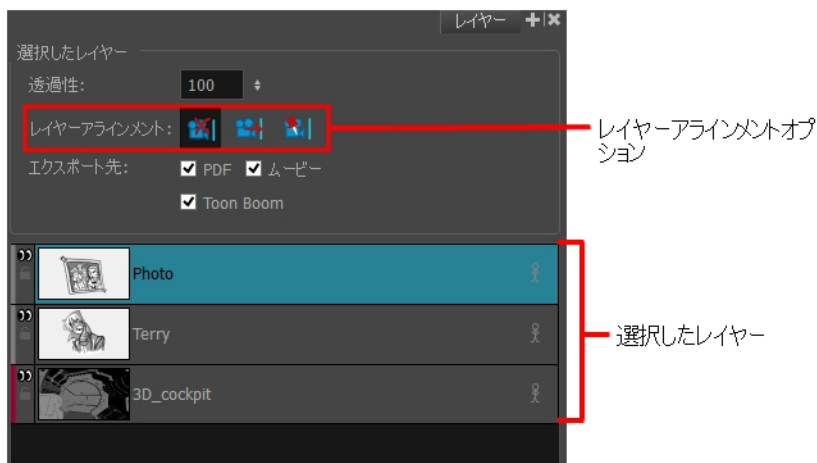 レイヤー
選択したレイヤー
透過性: 100
レイヤーアラインメント:
レイヤーアラインメントオプ
ション
エクスポート先: PDF ムービー
Toon Boom
Photo
Terry
選択したレイヤー
3D_cockpit